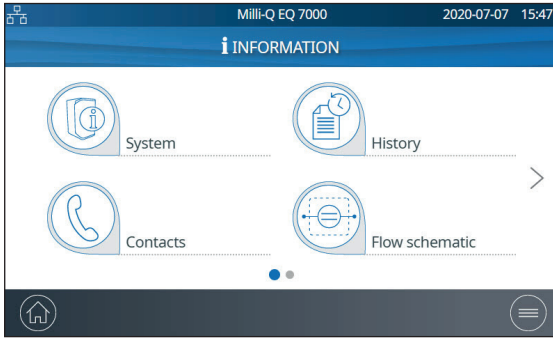 Milli-Q EQ 7000 2020-07-07 15:47
i INFORMATION
System History
Contacts Flow schematic